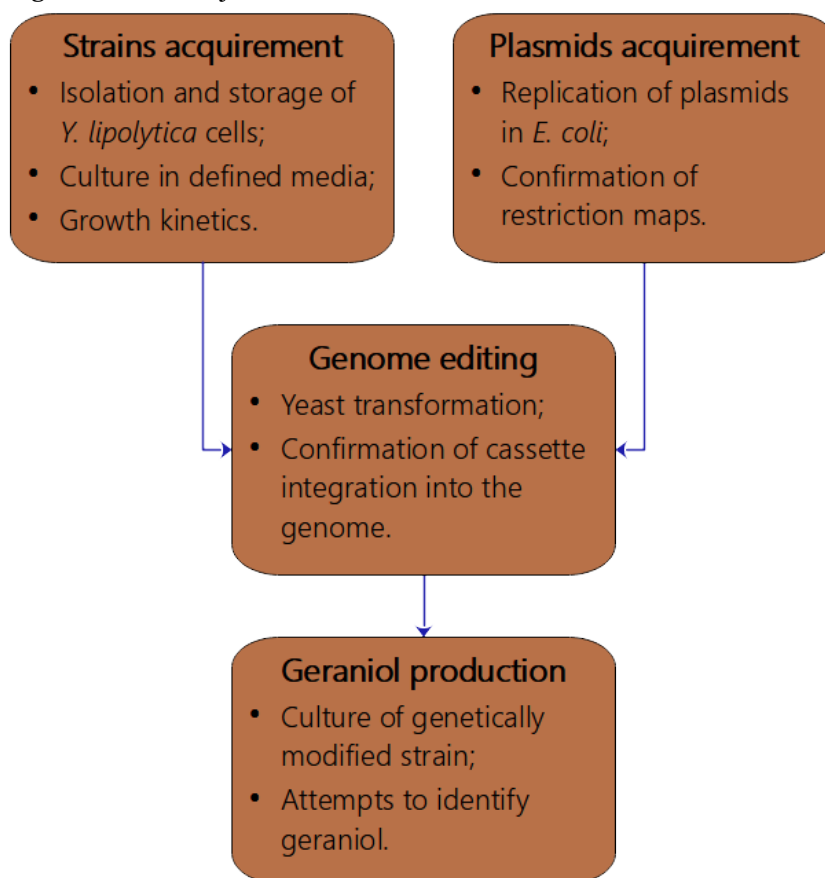 Strains acquirement
• Isolation and storage of
Y. lipolytica cells;
• Culture in defined media;
• Growth kinetics.
Plasmids acquirement
• Replication of plasmids
in E. coli;
• Confirmation of
restriction maps.
Genome editing
• Yeast transformation;
• Confirmation of cassette
integration into the
genome.
Geraniol production
• Culture of genetically
modified strain;
• Attempts to identify
geraniol.